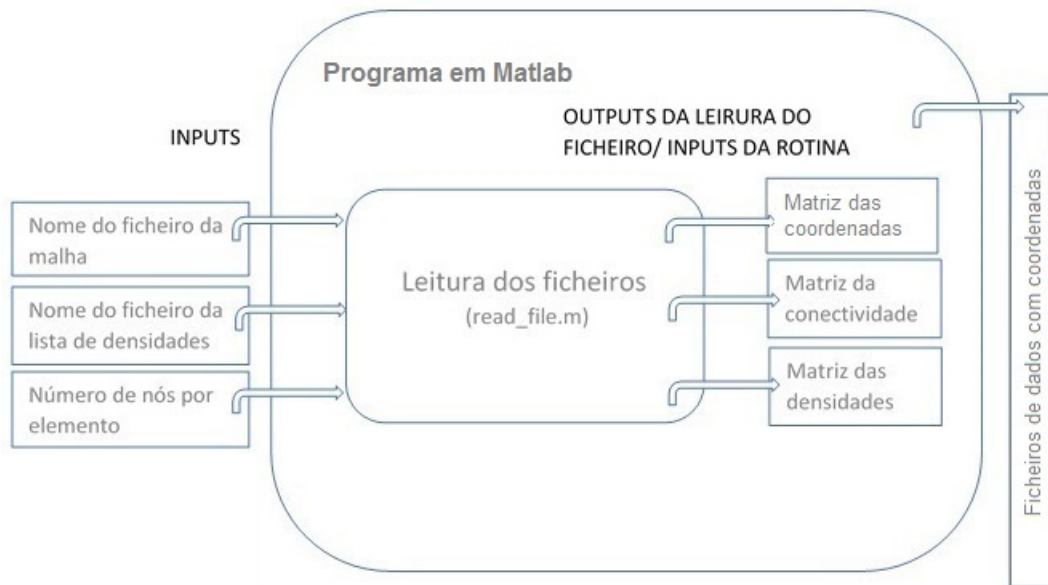 Programa em Matlab
INPUTS
OUTPUTS DA LEIRURA DO
FICHEIRO/ INPUTS DA ROTINA
Nome do ficheiro da
malha
Nome do ficheiro da
lista de densidades
Número de nós por
elemento
Leitura dos ficheiros
(read_file.m)
Matriz das
coordenadas
Matriz da
conectividade
Matriz das
densidades
Ficheiros de dados com coordenadas